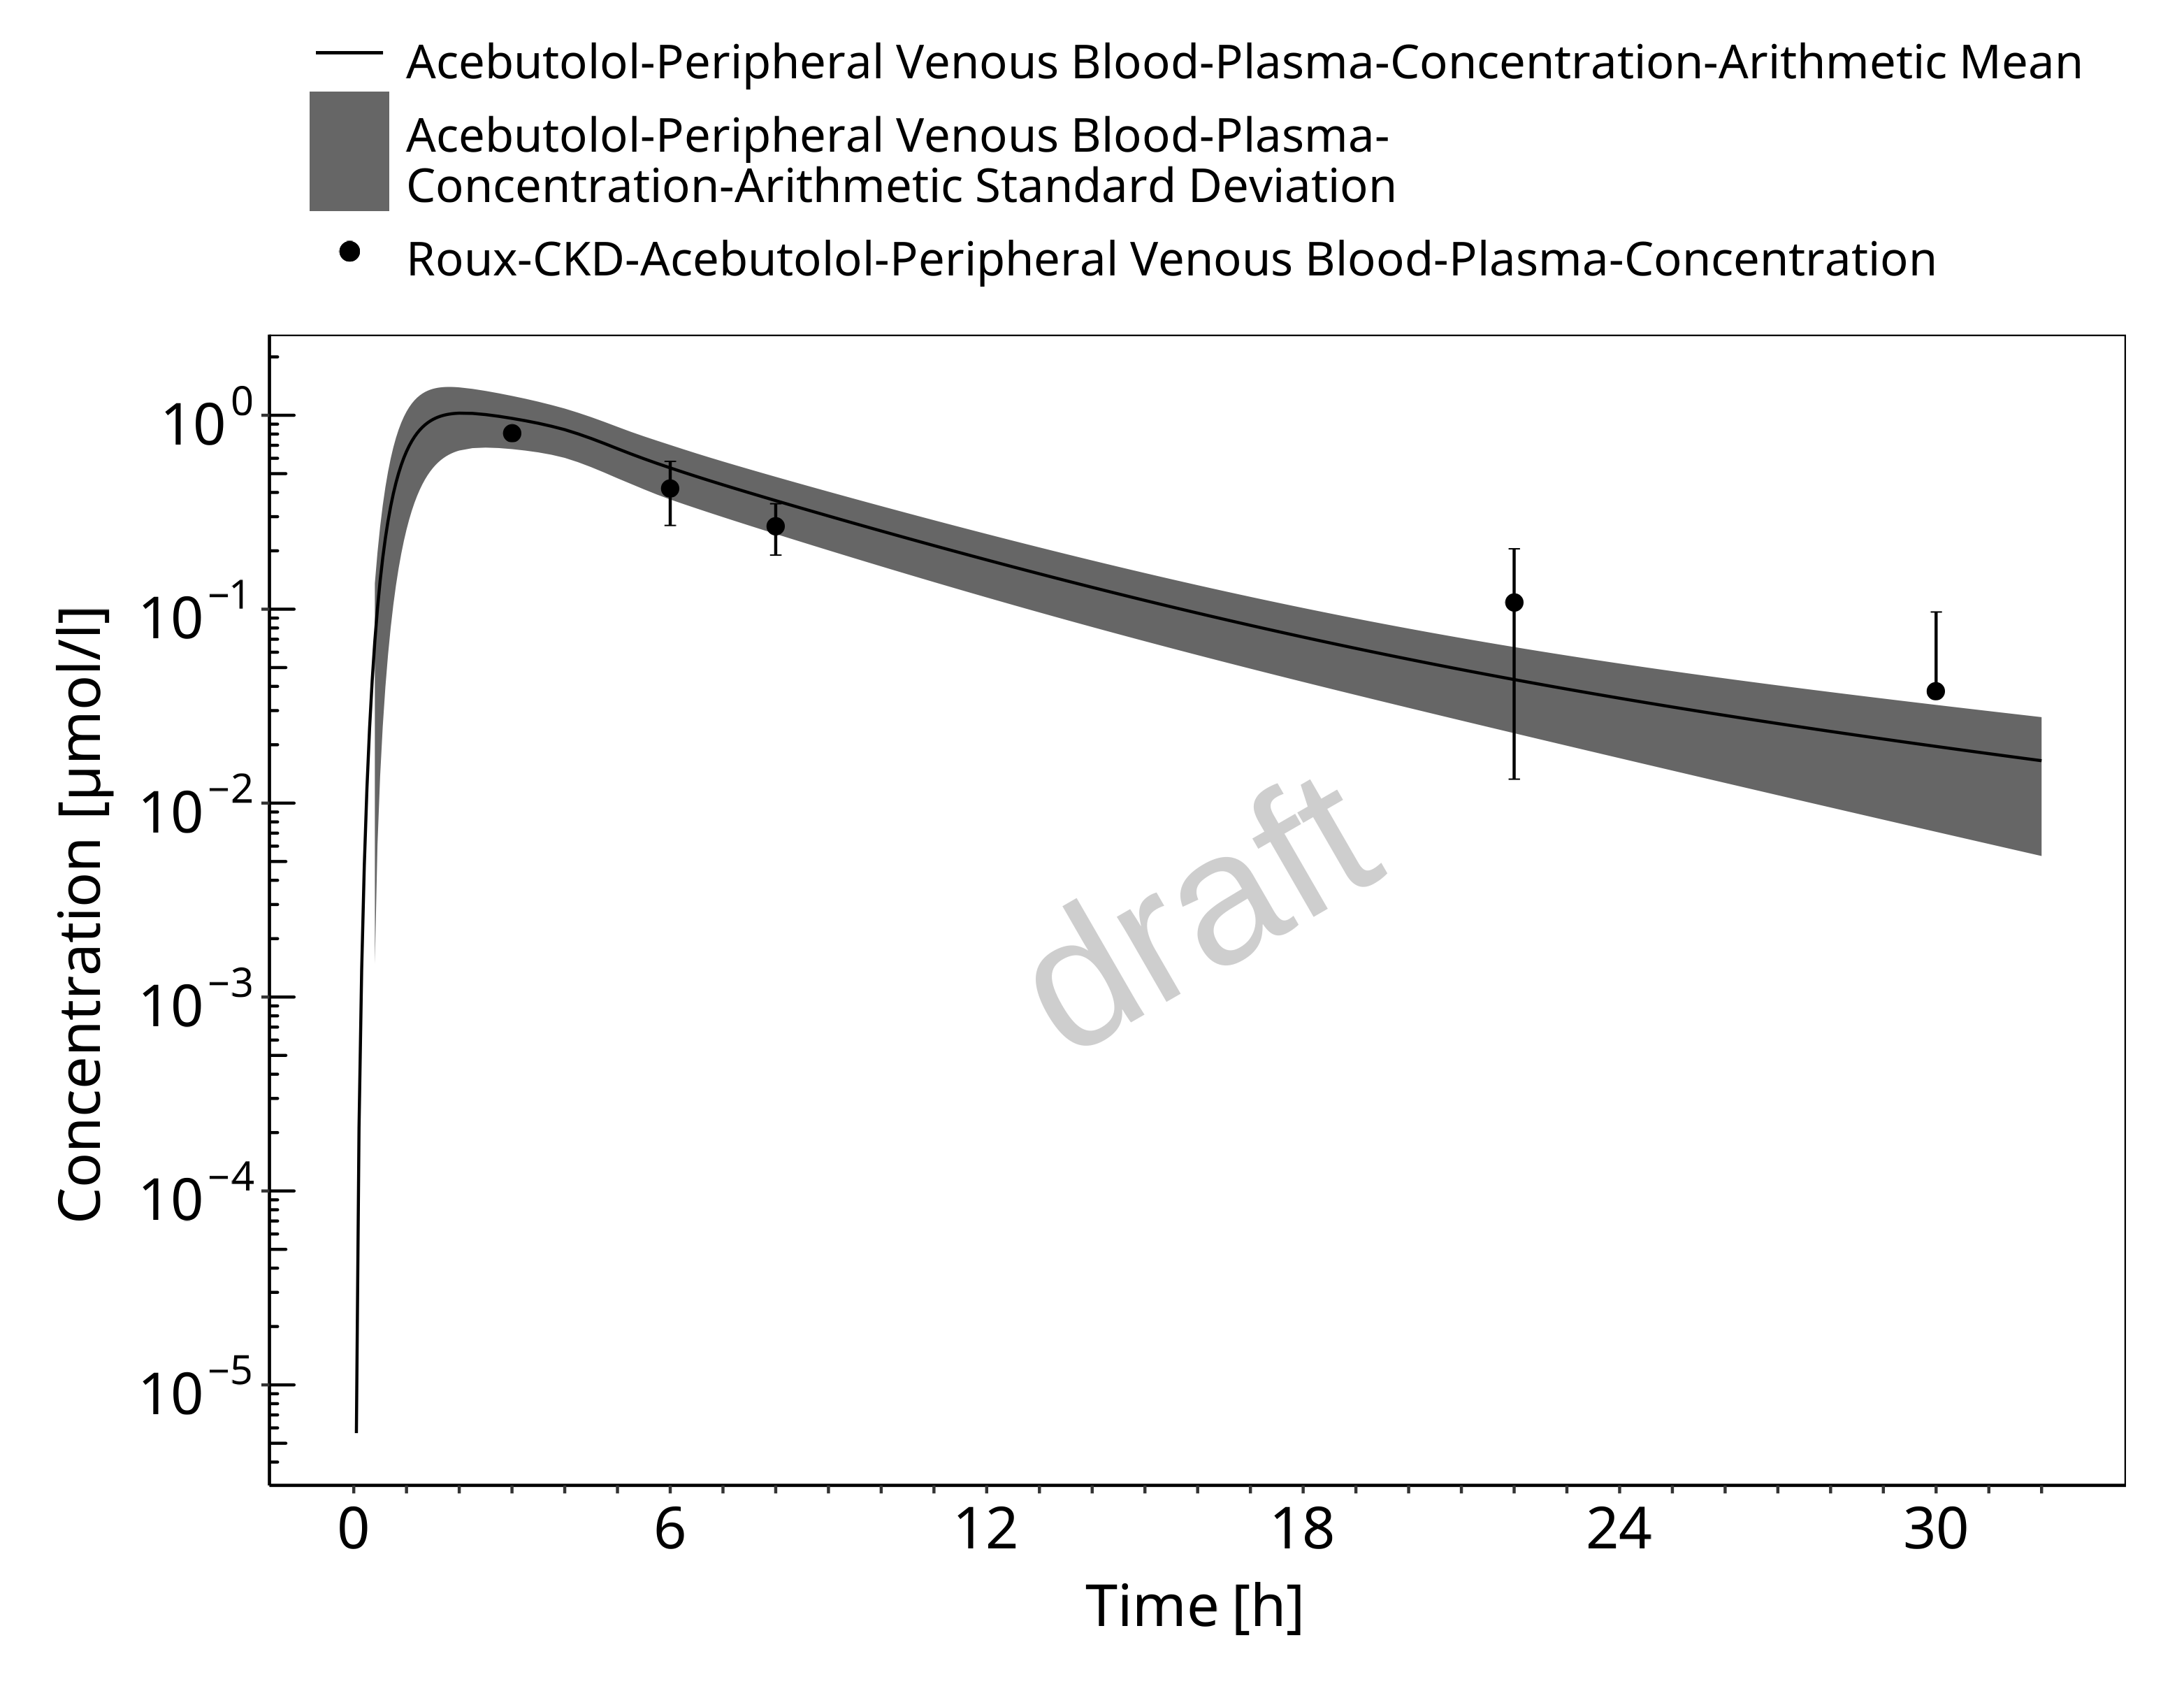 Acebutolol-Peripheral Venous Blood-Plasma-Concentration-Arithmetic Mean
Acebutolol-Peripheral Venous Blood-Plasma-
Concentration-Arithmetic Standard Deviation
Roux-CKD-Acebutolol-Peripheral Venous Blood-Plasma-Concentration
Concentration [µmol/l]
10⁰
10⁻¹
10⁻²
10⁻³
10⁻⁴
10⁻⁵
draft
0 6 12 18 24 30
Time [h]